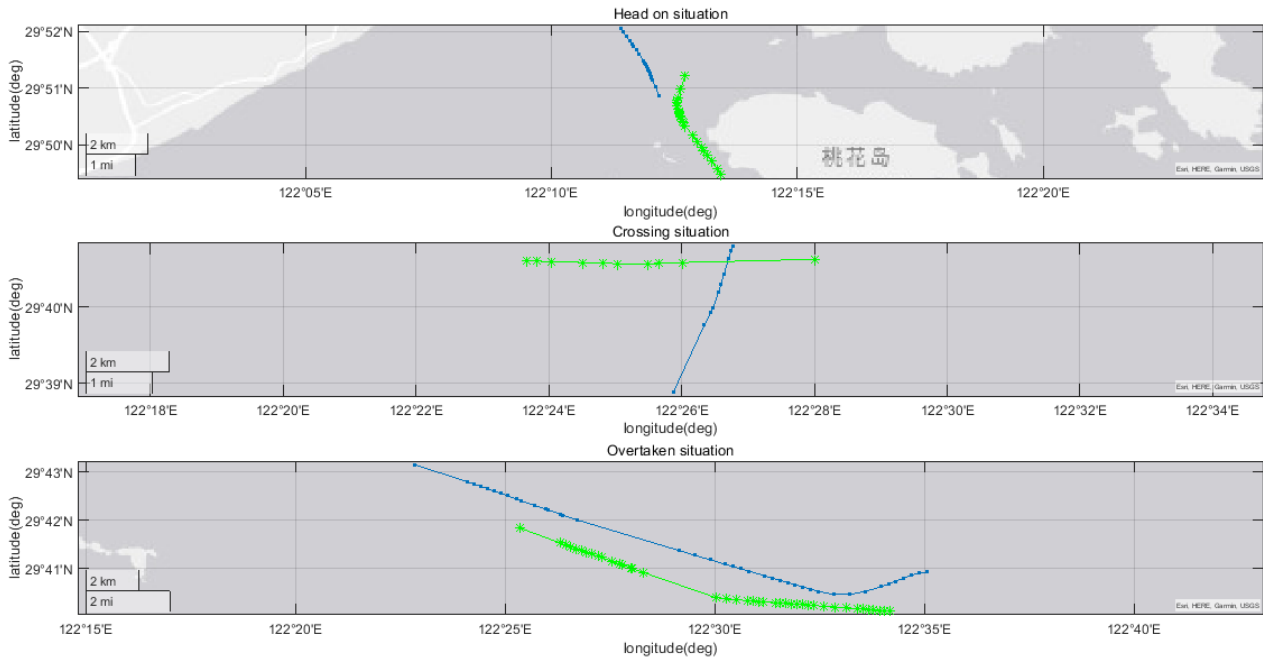 Head on situation
29°52'N
29°51'N
29°50'N
latitude(deg)
2 km
1 mi
桃花岛
Esri, HERE, Garmin, USGS
122°05'E
122°10'E
122°15'E
122°20'E
longitude(deg)
Crossing situation
29°40'N
29°39'N
latitude(deg)
2 km
1 mi
Esri, HERE, Garmin, USGS
122°18'E
122°20'E
122°22'E
122°24'E
122°26'E
122°28'E
122°30'E
122°32'E
122°34'E
longitude(deg)
Overtaken situation
29°43'N
29°42'N
29°41'N
latitude(deg)
2 km
2 mi
Esri, HERE, Garmin, USGS
122°15'E
122°20'E
122°25'E
122°30'E
122°35'E
122°40'E
longitude(deg)